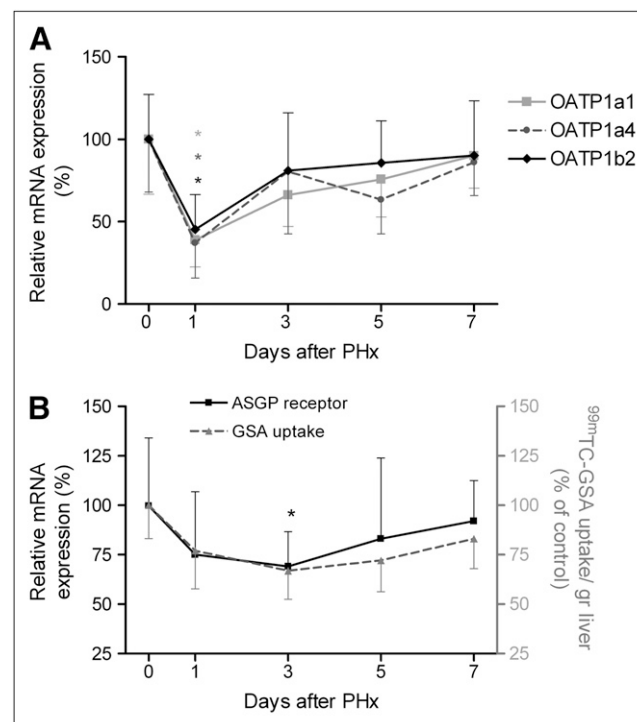 A
Relative mRNA expression
(%)
150
100
50
0
*
*
*
OATP1a1
OATP1a4
OATP1b2
0 1 3 5 7
Days after PHx
B
Relative mRNA
expression (%)
150
125
100
75
50
25
ASGP receptor
GSA uptake
*
150
125
100
75
50
25
99mTC-GSA uptake/ gr liver
(% of control)
0 1 3 5 7
Days after PHx